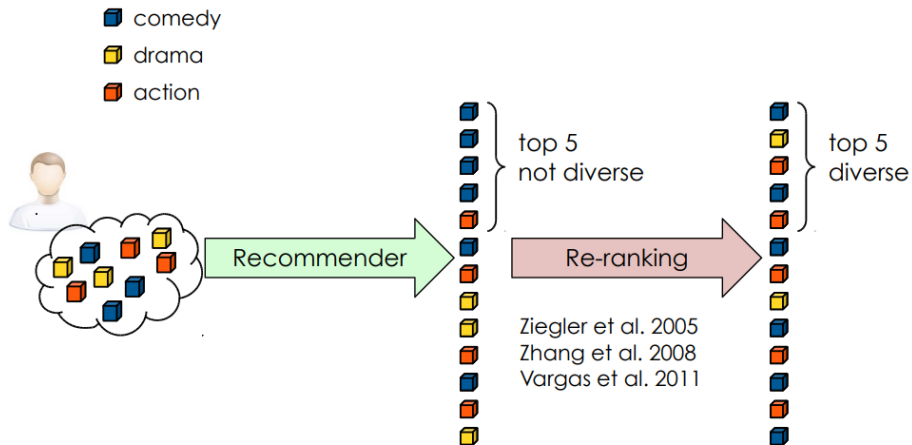 comedy
drama
action
top 5
not diverse
top 5
diverse
Recommender
Re-ranking
Ziegler et al. 2005
Zhang et al. 2008
Vargas et al. 2011